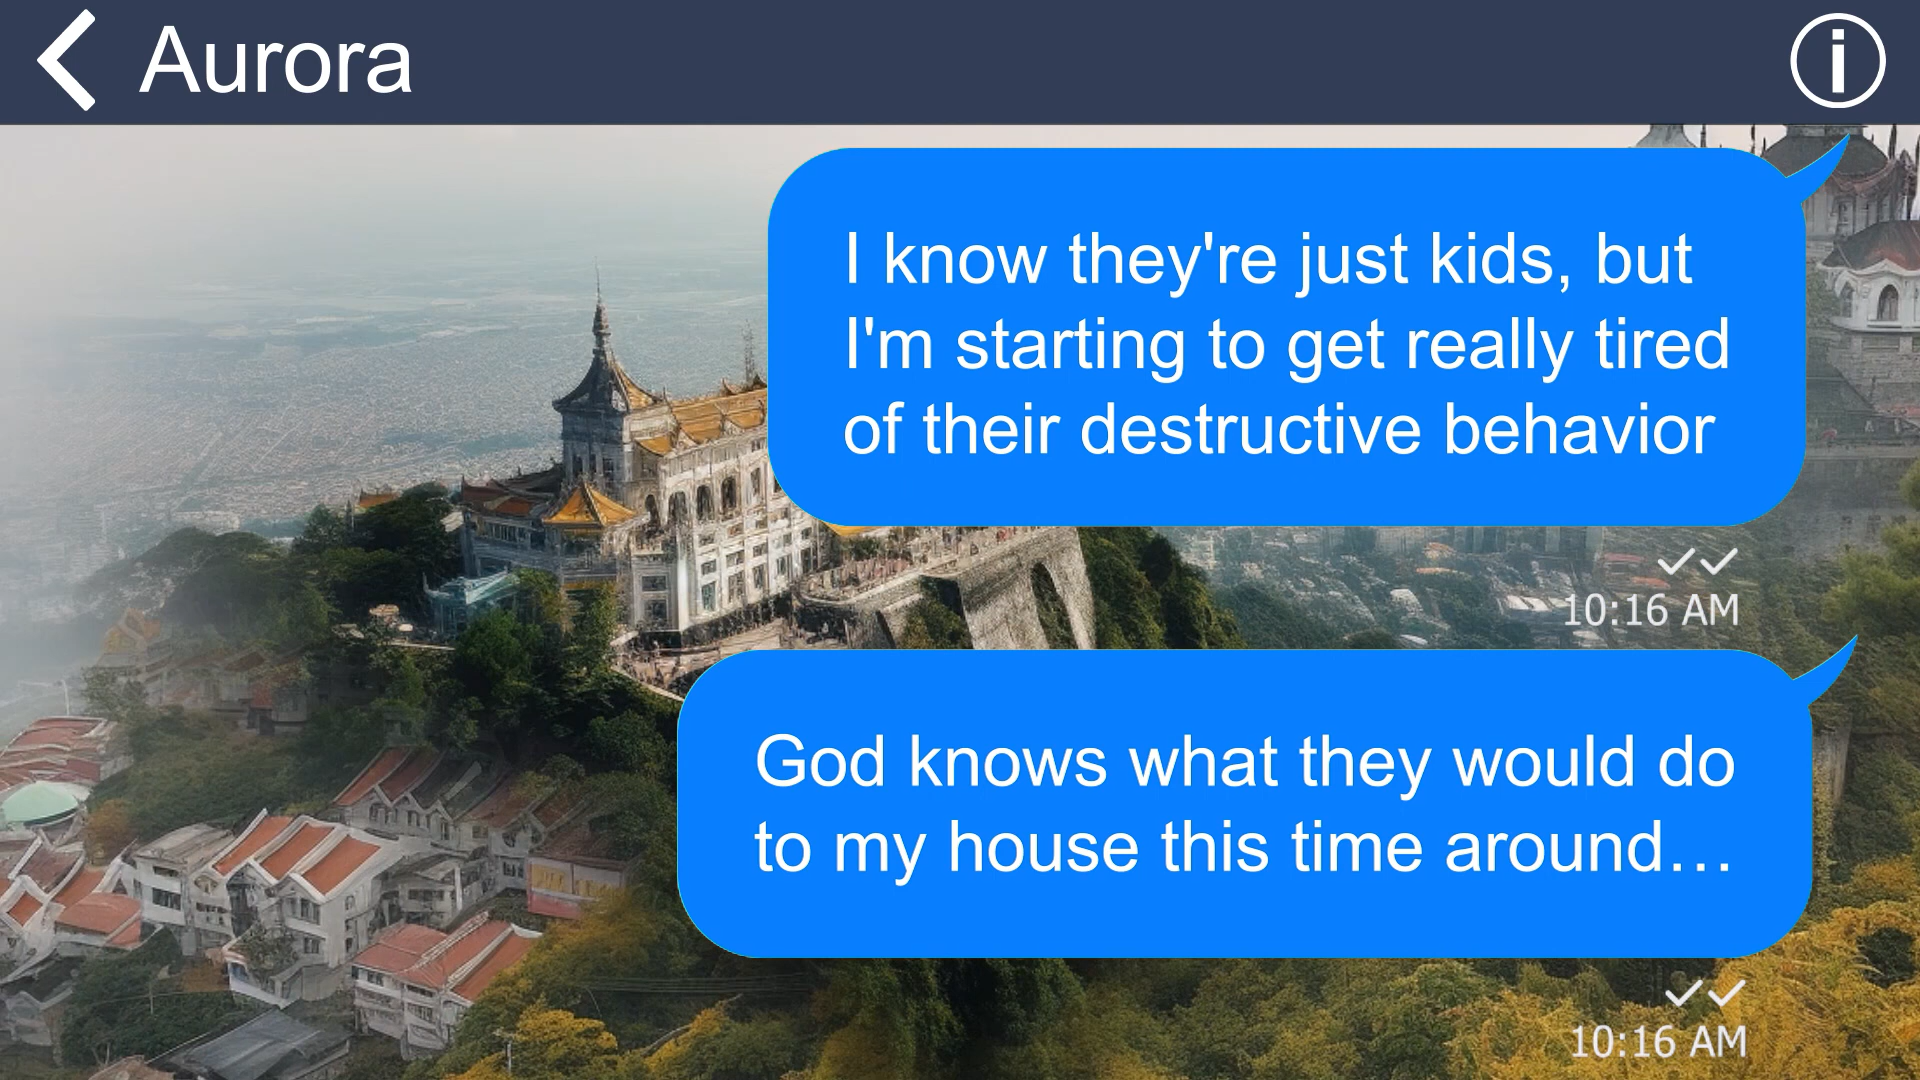 Aurora
I know they're just kids, but
I'm starting to get really tired
of their destructive behavior
10:16 AM
God knows what they would do
to my house this time around…
10:16 AM